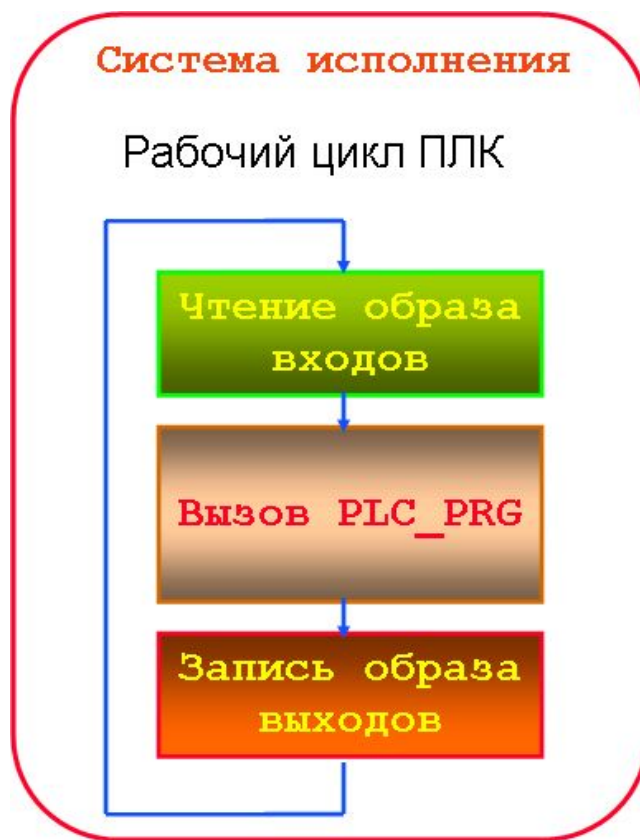 Система исполнения
Рабочий цикл ПЛК
Чтение образа
входов
Вызов PLC_PRG
Запись образа
выходов